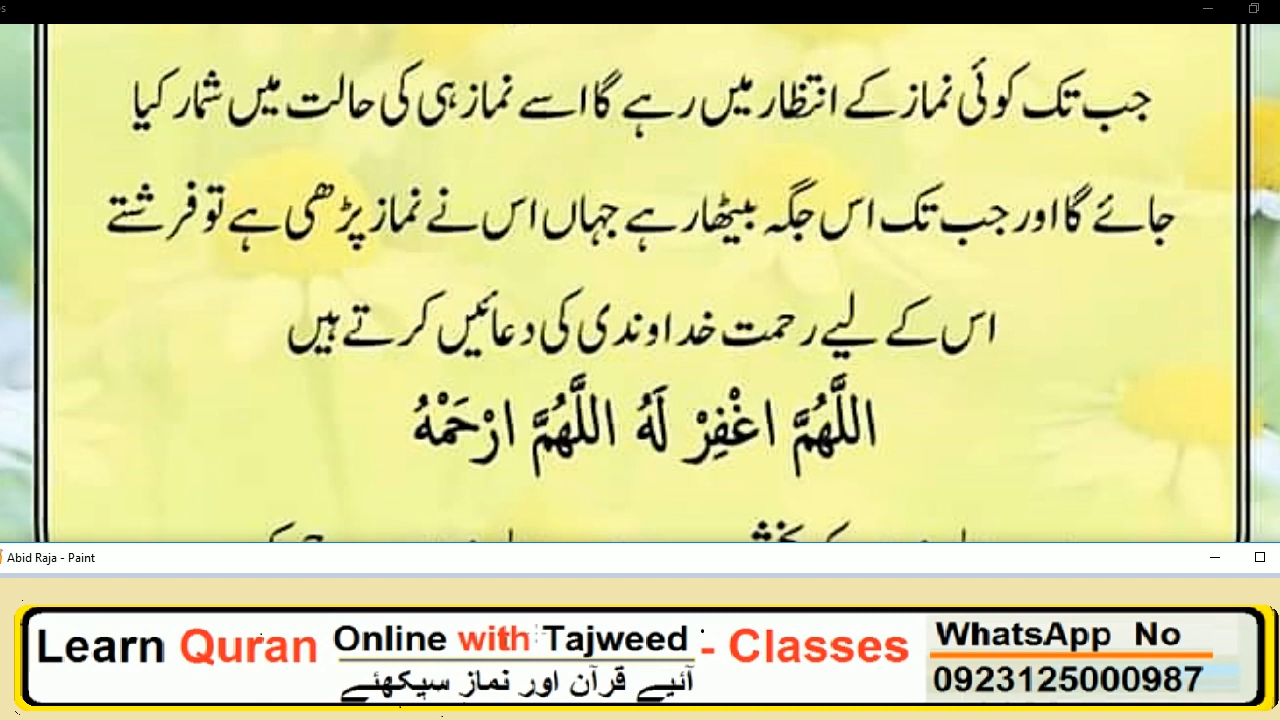 جب تک کوئی نماز کے انتظار میں رہے گا اسے نماز ہی کی حالت میں شمار کیا
جائے گا اور جب تک اس جگہ بیٹھا رہے جہاں اس نے نماز پڑھی ہے تو فرشتے
اس کے لیے رحمت خداوندی کی دعائیں کرتے ہیں
اللَّهُمَّ اغْفِرْ لَهُ اللَّهُمَّ ارْحَمْهُ
Abid Raja - Paint
Learn Quran Online with Tajweed - Classes
آئیے قرآن اور نماز سیکھئے
WhatsApp No
0923125000987